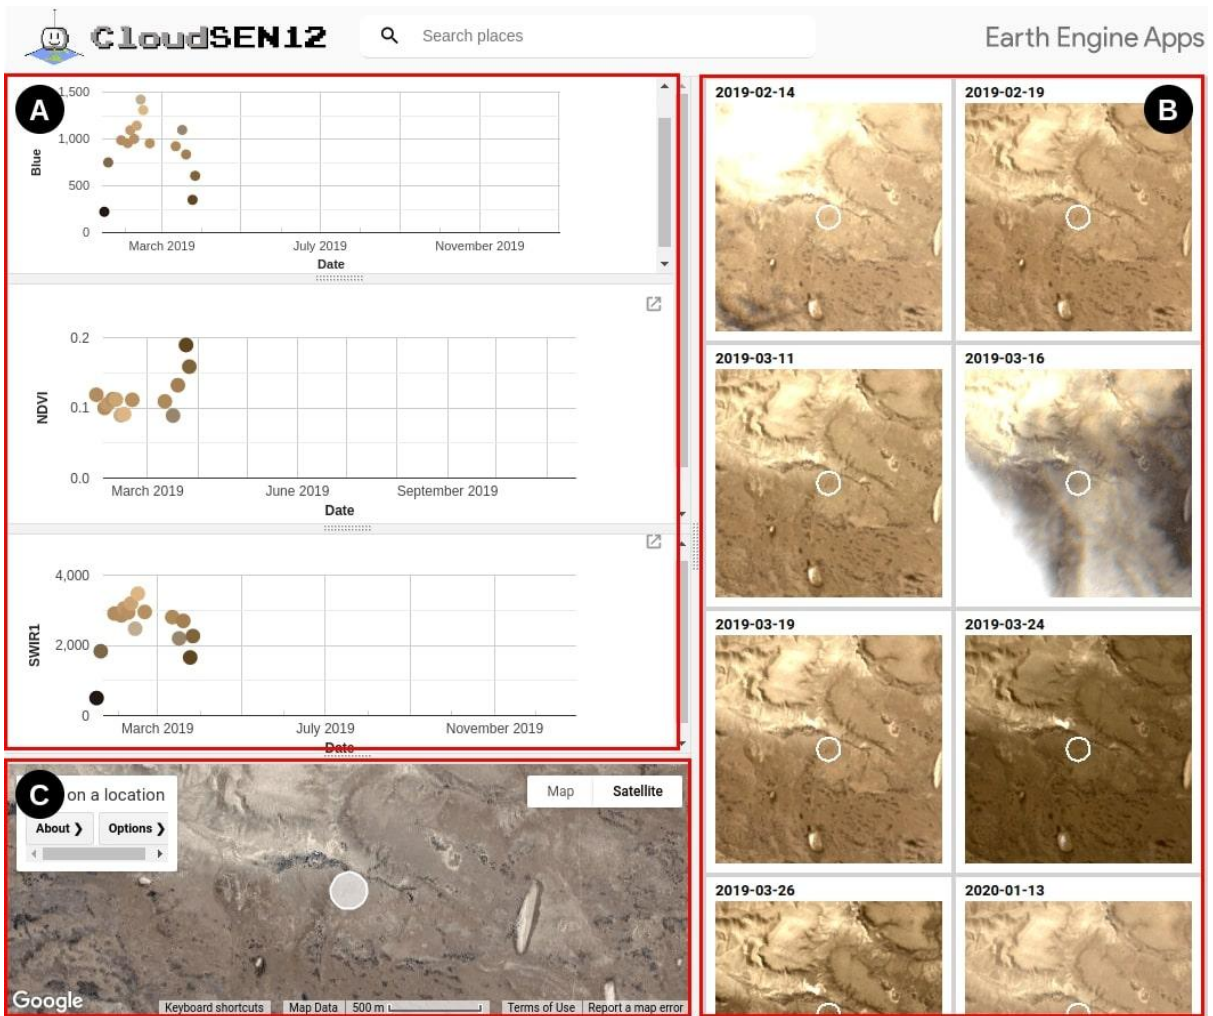 CloudSEN12
Search places
Earth Engine Apps
A
1,500
1,000
500
0
Blue
March 2019
July 2019
November 2019
Date
0.2
0.1
0.0
NDVI
March 2019
June 2019
September 2019
Date
4,000
2,000
0
SWIR1
March 2019
July 2019
November 2019
Date
B
2019-02-14
2019-02-19
2019-03-11
2019-03-16
2019-03-19
2019-03-24
2019-03-26
2020-01-13
C
on a location
About ❯
Options ❯
Map
Satellite
Google
Keyboard shortcuts
Map Data
500 m
Terms of Use
Report a map error